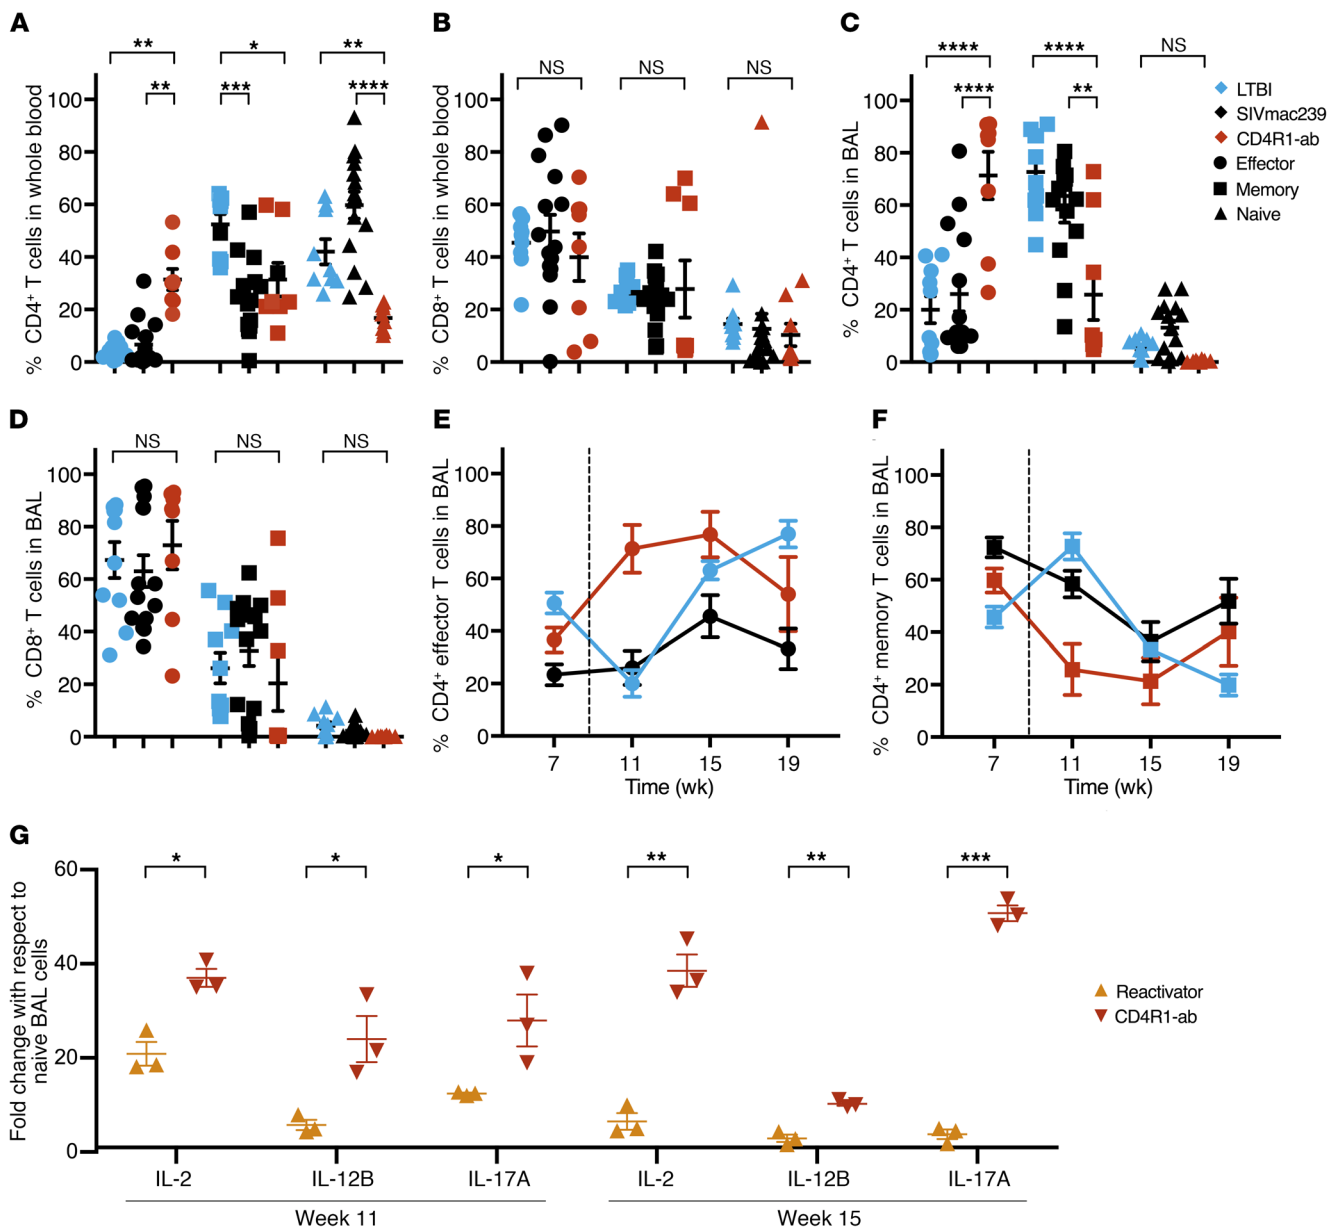 A
% CD4+ T cells in whole blood
100
80
60
40
20
0
**
**
*
***
**
****
B
% CD8+ T cells in whole blood
100
80
60
40
20
0
NS
NS
NS
C
% CD4+ T cells in BAL
100
80
60
40
20
0
****
****
****
**
NS
LTBI
SIVmac239
CD4R1-ab
Effector
Memory
Naive
D
% CD8+ T cells in BAL
100
80
60
40
20
0
NS
NS
NS
E
% CD4+ effector T cells in BAL
100
80
60
40
20
0
7 11 15 19
Time (wk)
F
% CD4+ memory T cells in BAL
100
80
60
40
20
0
7 11 15 19
Time (wk)
G
Fold change with respect to
naive BAL cells
60
40
20
0
* * * ** ** ***
Reactivator
CD4R1-ab
IL-2 IL-12B IL-17A IL-2 IL-12B IL-17A
Week 11 Week 15